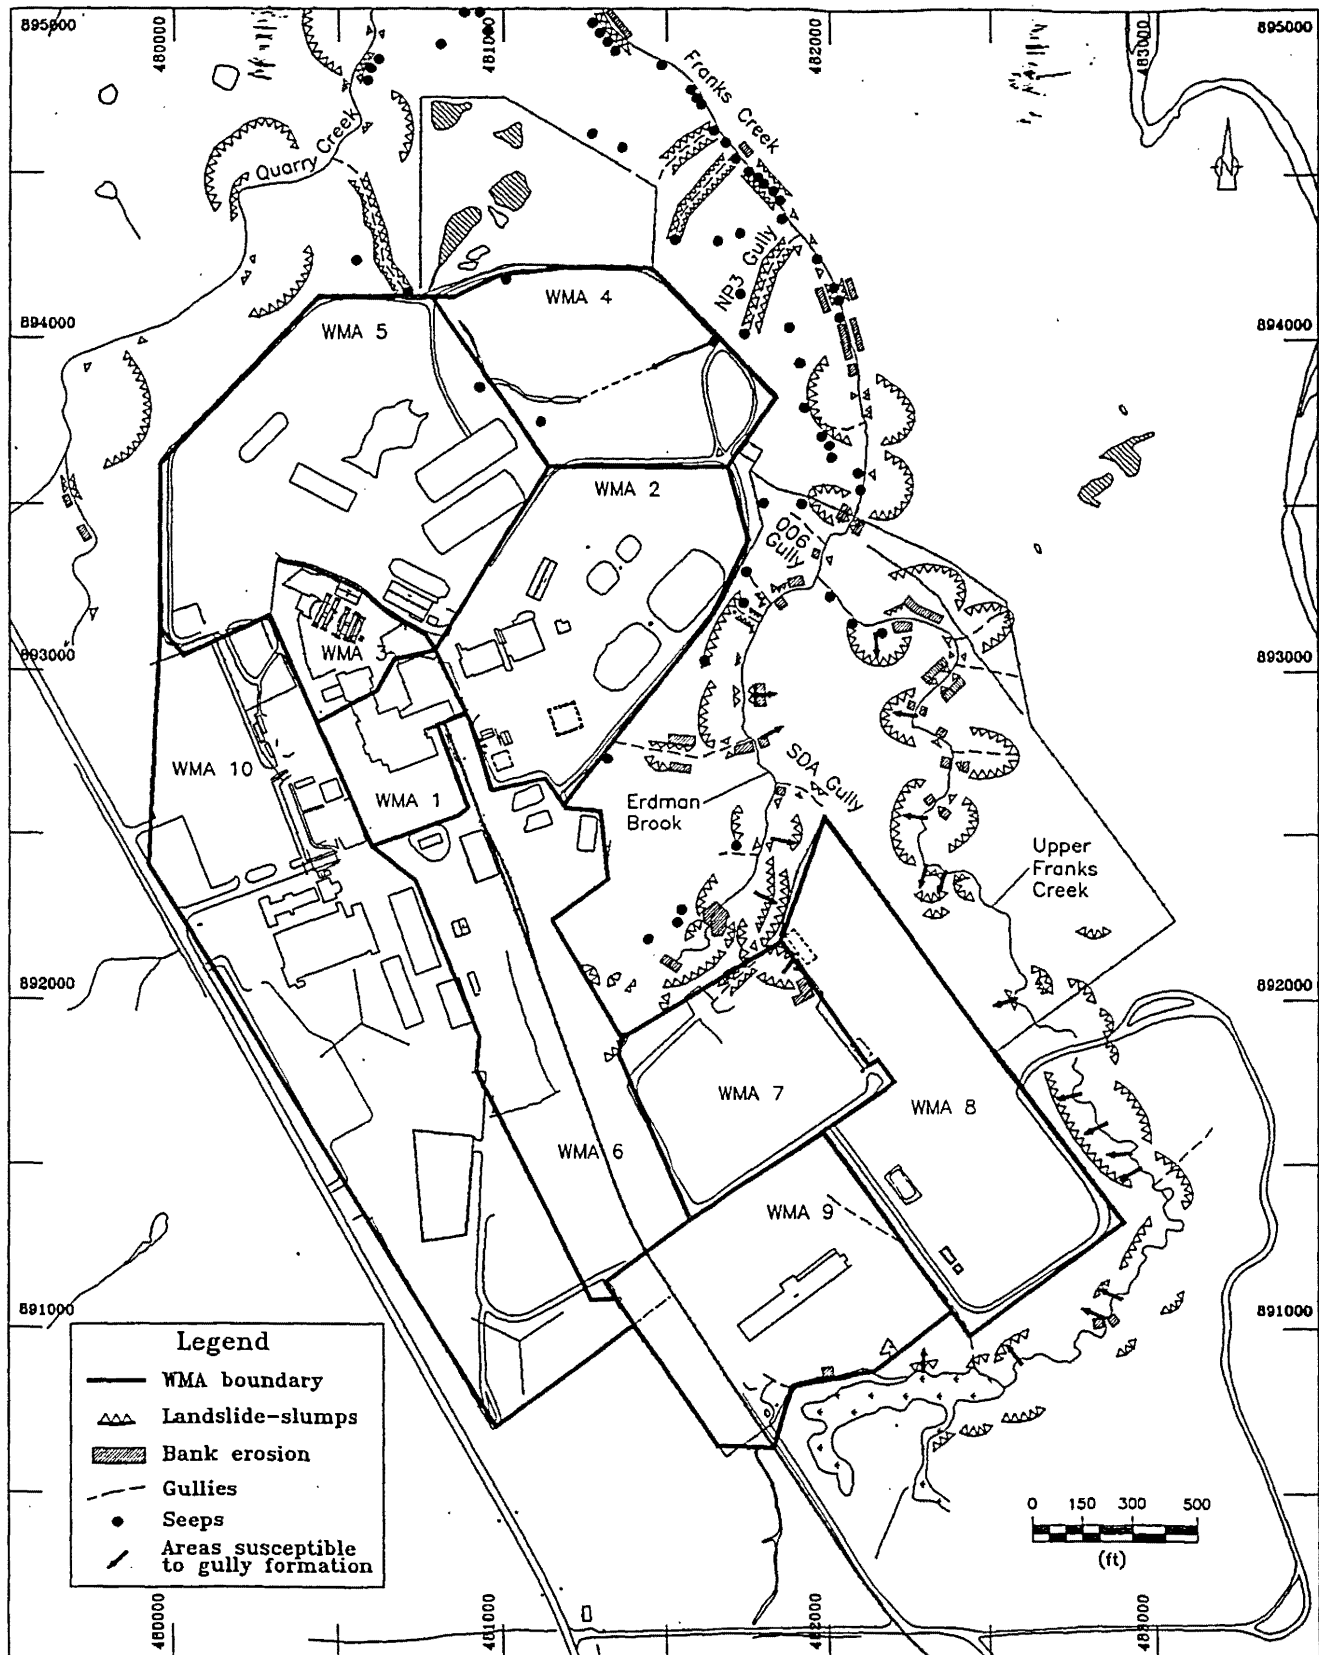 895000
480000
481000
482000
483000
895000
Franks Creek
Quarry Creek
NP3 Gully
N
WMA 4
894000
WMA 5
894000
WMA 2
006
Gully
893000
WMA 3
893000
SDA Gully
WMA 10
WMA 1
Erdman
Brook
Upper
Franks
Creek
892000
892000
WMA 7
WMA 8
WMA 6
WMA 9
891000
891000
Legend
WMA boundary
Landslide-slumps
Bank erosion
Gullies
Seeps
Areas susceptible
to gully formation
0 150 300 500
(ft)
480000
481000
482000
483000